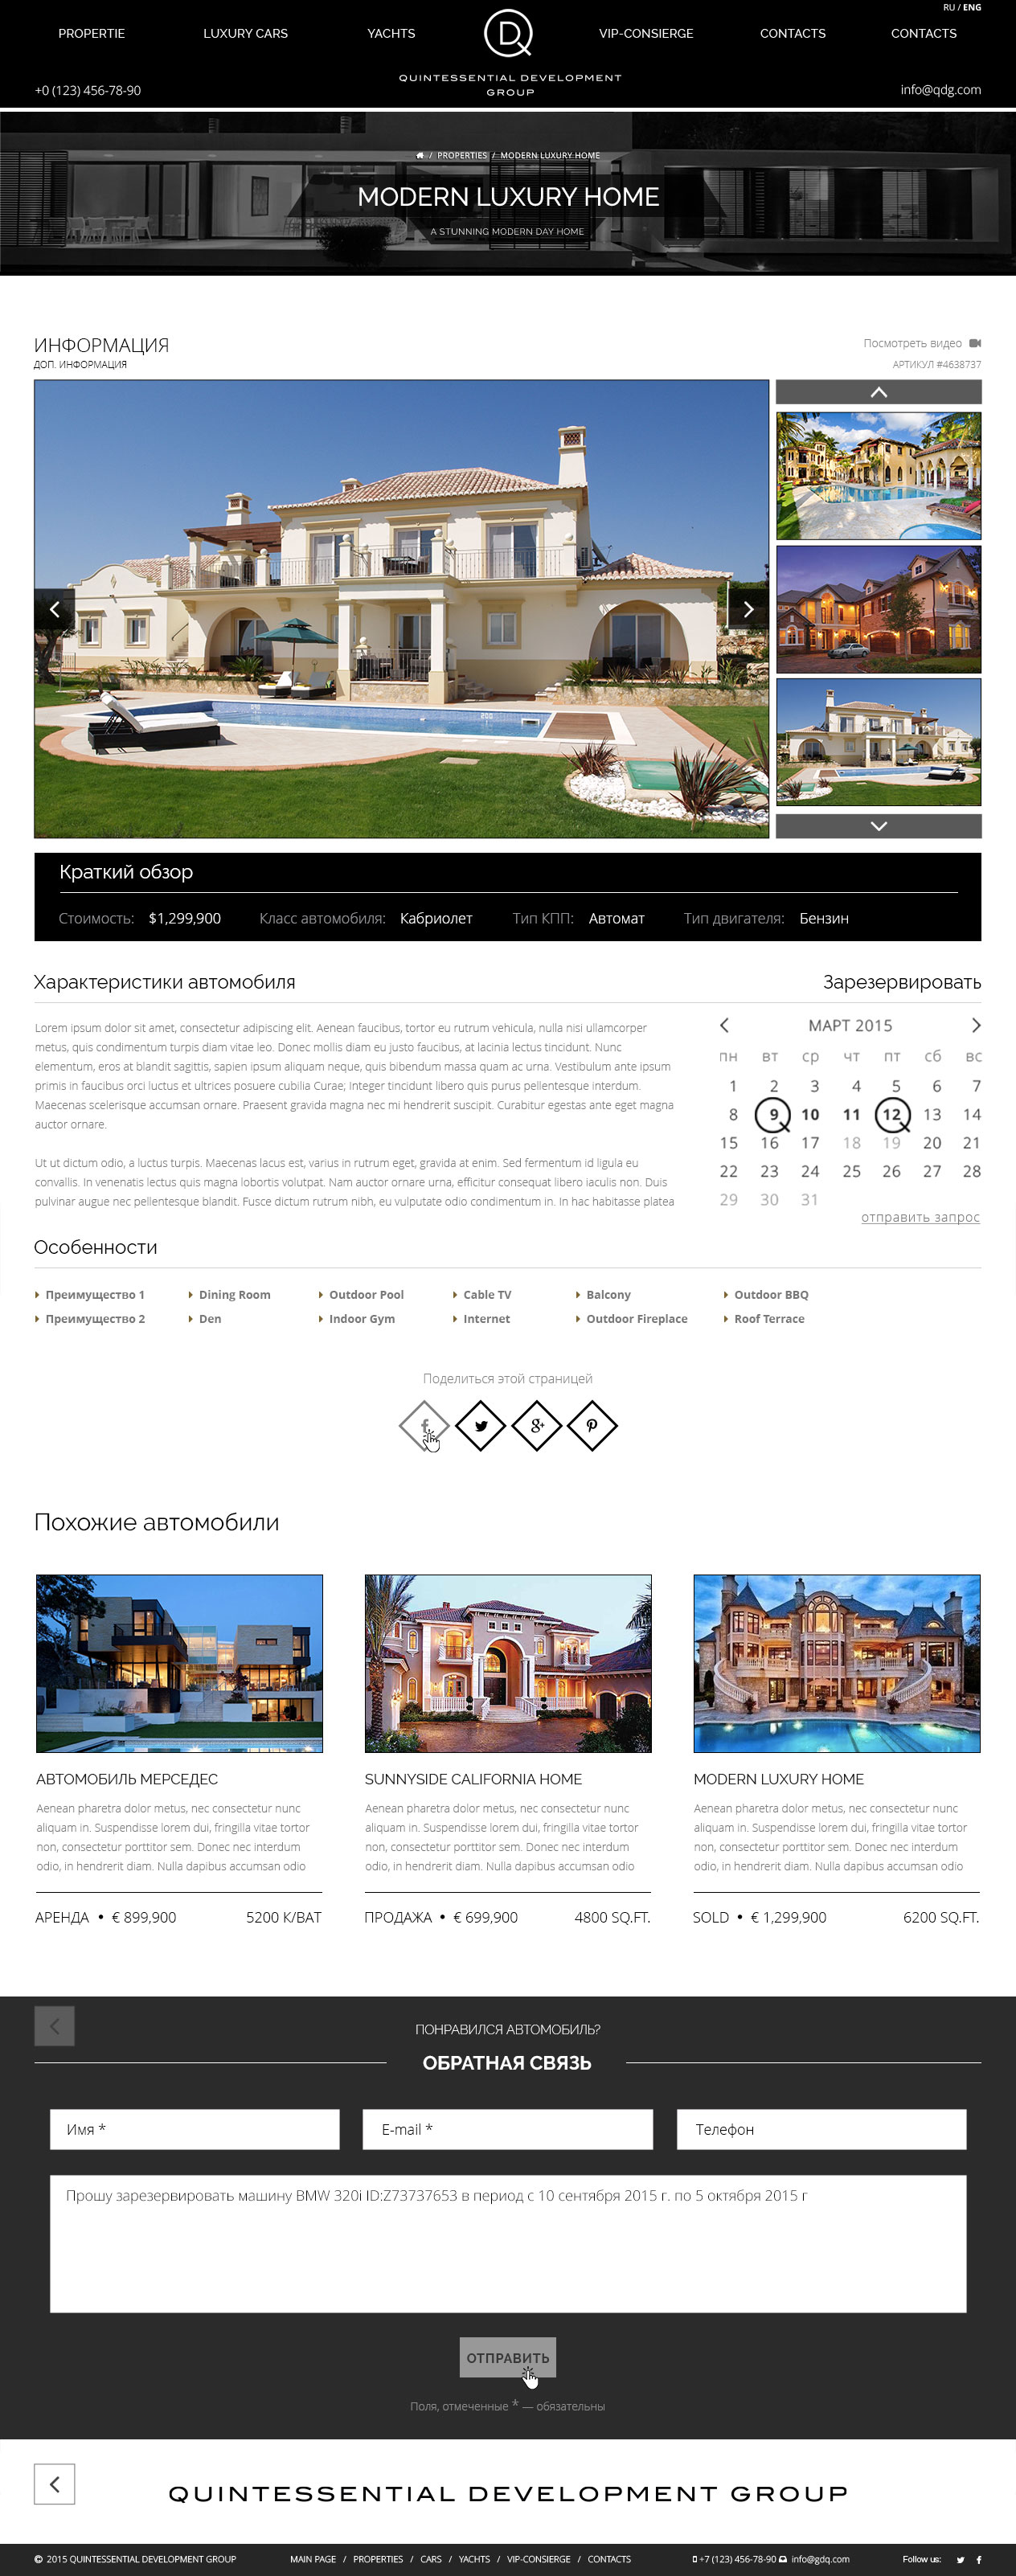 RU / ENG
PROPERTIE LUXURY CARS YACHTS VIP-CONSIERGE CONTACTS CONTACTS
QUINTESSENTIAL DEVELOPMENT
GROUP
+0 (123) 456-78-90 info@qdg.com
/ PROPERTIES / MODERN LUXURY HOME
MODERN LUXURY HOME
A STUNNING MODERN DAY HOME
ИНФОРМАЦИЯ Посмотреть видео
ДОП. ИНФОРМАЦИЯ АРТИКУЛ #4638737
Краткий обзор
Стоимость: $1,299,900 Класс автомобиля: Кабриолет Тип КПП: Автомат Тип двигателя: Бензин
Характеристики автомобиля
Lorem ipsum dolor sit amet, consectetur adipiscing elit. Aenean faucibus, tortor eu rutrum vehicula, nulla nisi ullamcorper
metus, quis condimentum turpis diam vitae leo. Donec mollis diam eu justo faucibus, at lacinia lectus tincidunt. Nunc
elementum, eros at blandit sagittis, sapien ipsum aliquam neque, quis bibendum massa quam ac urna. Vestibulum ante ipsum
primis in faucibus orci luctus et ultrices posuere cubilia Curae; Integer tincidunt libero quis purus pellentesque interdum.
Maecenas scelerisque accumsan ornare. Praesent gravida magna nec mi hendrerit suscipit. Curabitur egestas ante eget magna
auctor ornare.
Ut ut dictum odio, a luctus turpis. Maecenas lacus est, varius in rutrum eget, gravida at enim. Sed fermentum id ligula eu
convallis. In venenatis lectus quis magna lobortis volutpat. Nam auctor ornare urna, efficitur consequat libero iaculis non. Duis
pulvinar augue nec pellentesque blandit. Fusce dictum rutrum nibh, eu vulputate odio condimentum in. In hac habitasse platea
Зарезервировать
МАРТ 2015
пн вт ср чт пт сб вс
1 2 3 4 5 6 7
8 9 10 11 12 13 14
15 16 17 18 19 20 21
22 23 24 25 26 27 28
29 30 31
отправить запрос
Особенности
Преимущество 1 Dining Room Outdoor Pool Cable TV Balcony Outdoor BBQ
Преимущество 2 Den Indoor Gym Internet Outdoor Fireplace Roof Terrace
Поделиться этой страницей
Похожие автомобили
АВТОМОБИЛЬ МЕРСЕДЕС
Aenean pharetra dolor metus, nec consectetur nunc
aliquam in. Suspendisse lorem dui, fringilla vitae tortor
non, consectetur porttitor sem. Donec nec interdum
odio, in hendrerit diam. Nulla dapibus accumsan odio
АРЕНДА • € 899,900 5200 К/ВАТ
SUNNYSIDE CALIFORNIA HOME
Aenean pharetra dolor metus, nec consectetur nunc
aliquam in. Suspendisse lorem dui, fringilla vitae tortor
non, consectetur porttitor sem. Donec nec interdum
odio, in hendrerit diam. Nulla dapibus accumsan odio
ПРОДАЖА • € 699,900 4800 SQ.FT.
MODERN LUXURY HOME
Aenean pharetra dolor metus, nec consectetur nunc
aliquam in. Suspendisse lorem dui, fringilla vitae tortor
non, consectetur porttitor sem. Donec nec interdum
odio, in hendrerit diam. Nulla dapibus accumsan odio
SOLD • € 1,299,900 6200 SQ.FT.
ПОНРАВИЛСЯ АВТОМОБИЛЬ?
ОБРАТНАЯ СВЯЗЬ
Имя * E-mail * Телефон
Прошу зарезервировать машину BMW 320i ID:Z73737653 в период с 10 сентября 2015 г. по 5 октября 2015 г
ОТПРАВИТЬ
Поля, отмеченные * — обязательны
QUINTESSENTIAL DEVELOPMENT GROUP
© 2015 QUINTESSENTIAL DEVELOPMENT GROUP MAIN PAGE / PROPERTIES / CARS / YACHTS / VIP-CONSIERGE / CONTACTS +7 (123) 456-78-90 info@gdq.com Follow us: